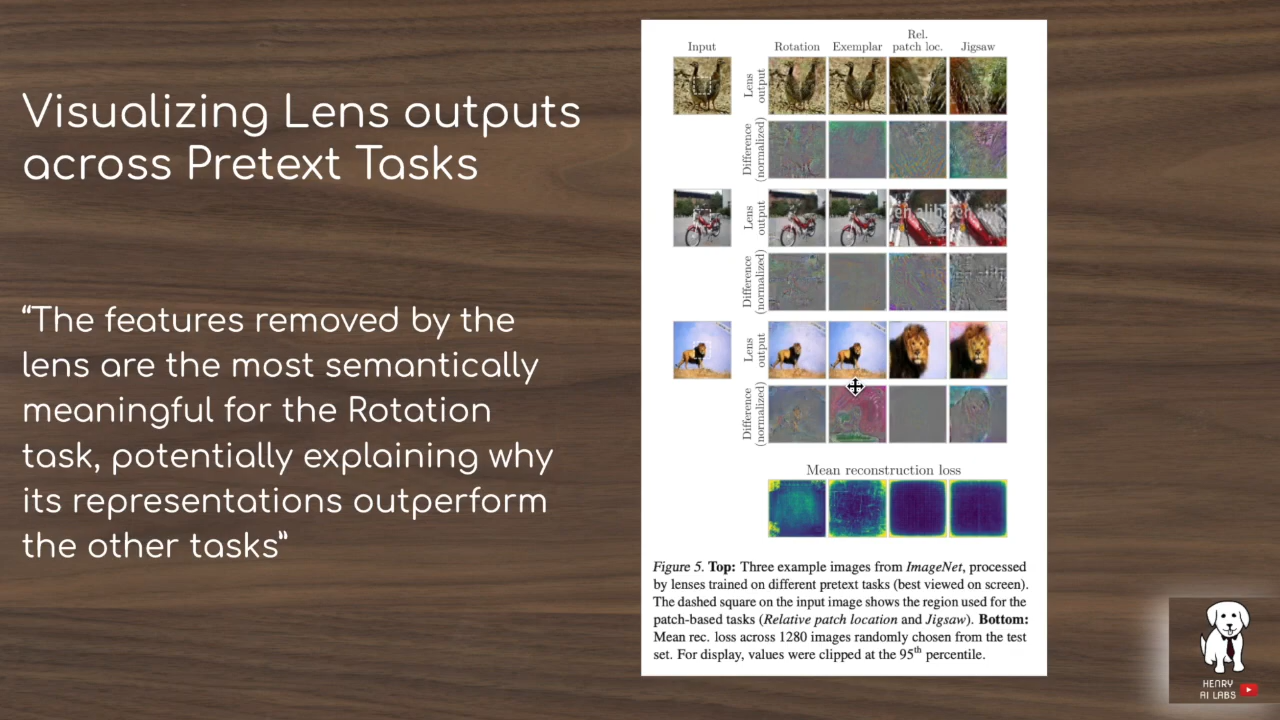 Visualizing Lens outputs
across Pretext Tasks
“The features removed by the
lens are the most semantically
meaningful for the Rotation
task, potentially explaining why
its representations outperform
the other tasks”
Input
Rotation
Exemplar
Rel.
patch loc.
Jigsaw
Lens
output
Difference
(normalized)
Lens
output
Difference
(normalized)
Lens
output
Difference
(normalized)
Mean reconstruction loss
Figure 5. Top: Three example images from ImageNet, processed
by lenses trained on different pretext tasks (best viewed on screen).
The dashed square on the input image shows the region used for the
patch-based tasks (Relative patch location and Jigsaw). Bottom:
Mean rec. loss across 1280 images randomly chosen from the test
set. For display, values were clipped at the 95th percentile.
HENRY
AI LABS